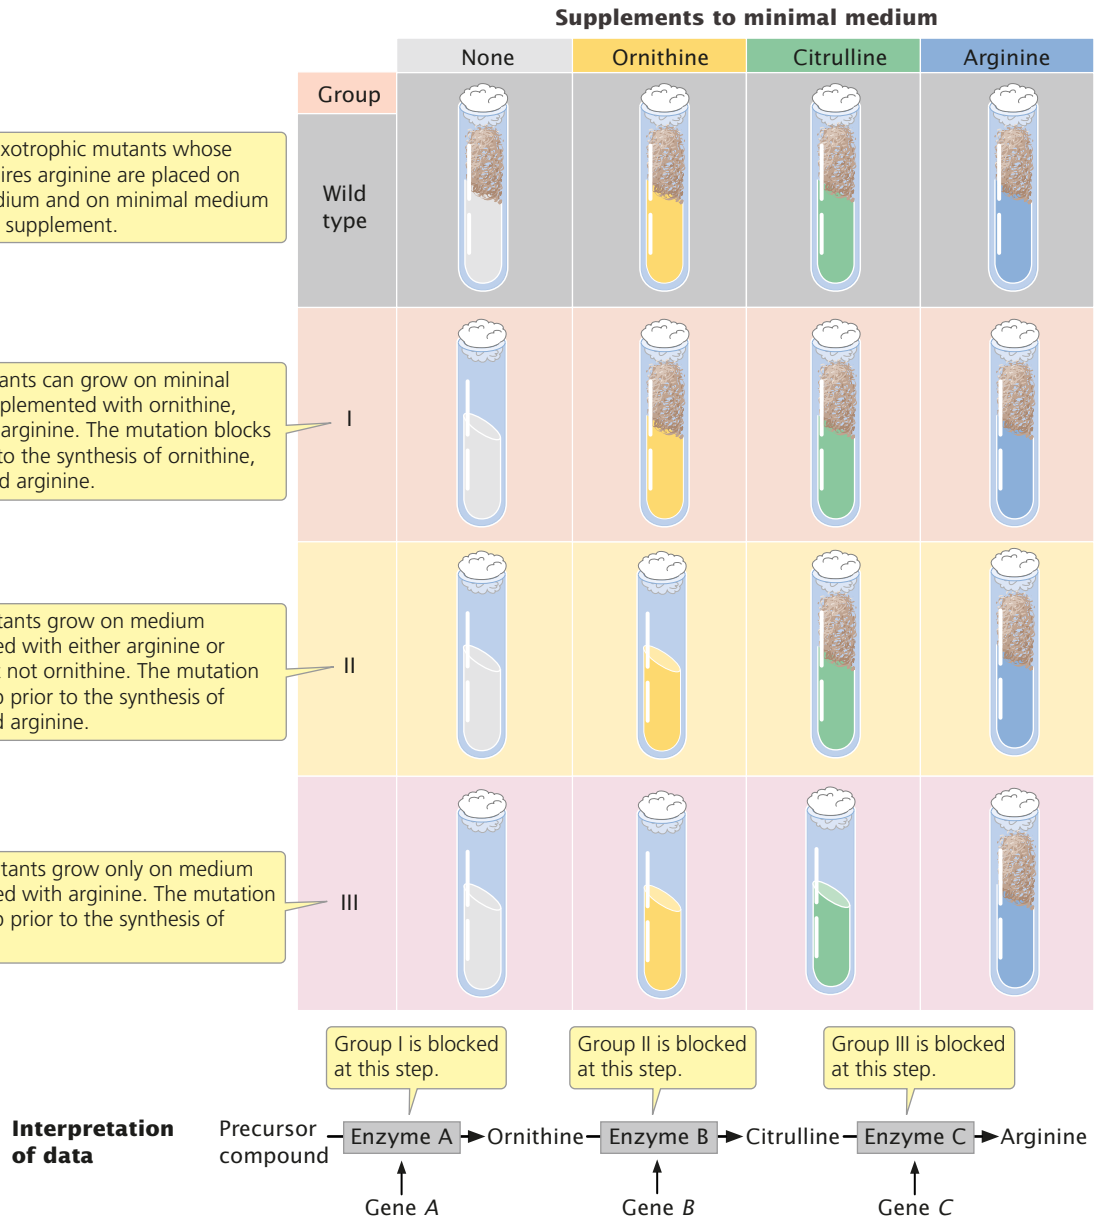 Supplements to minimal medium
None Ornithine Citrulline Arginine
Group
Wild
type
xotrophic mutants whose
ires arginine are placed on
dium and on minimal medium
supplement.
ants can grow on mininal
plemented with ornithine,
arginine. The mutation blocks
to the synthesis of ornithine,
d arginine.
I
tants grow on medium
ed with either arginine or
not ornithine. The mutation
prior to the synthesis of
d arginine.
II
tants grow only on medium
ed with arginine. The mutation
prior to the synthesis of
III
Group I is blocked
at this step.
Group II is blocked
at this step.
Group III is blocked
at this step.
Interpretation
of data
Precursor
compound
Enzyme A Ornithine Enzyme B Citrulline Enzyme C Arginine
Gene A Gene B Gene C